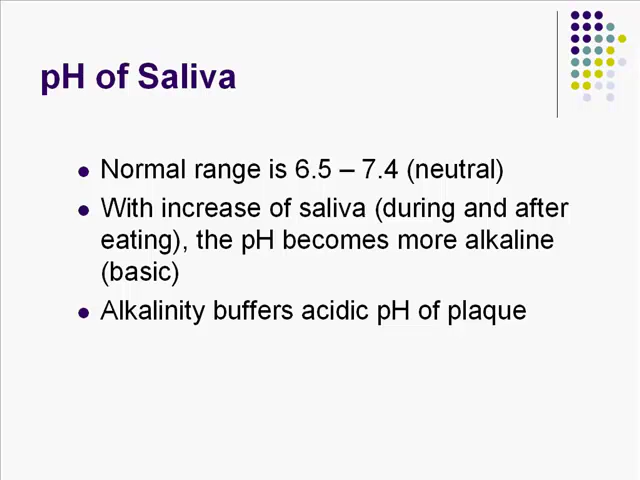 pH of Saliva
● Normal range is 6.5 – 7.4 (neutral)
● With increase of saliva (during and after
eating), the pH becomes more alkaline
(basic)
● Alkalinity buffers acidic pH of plaque